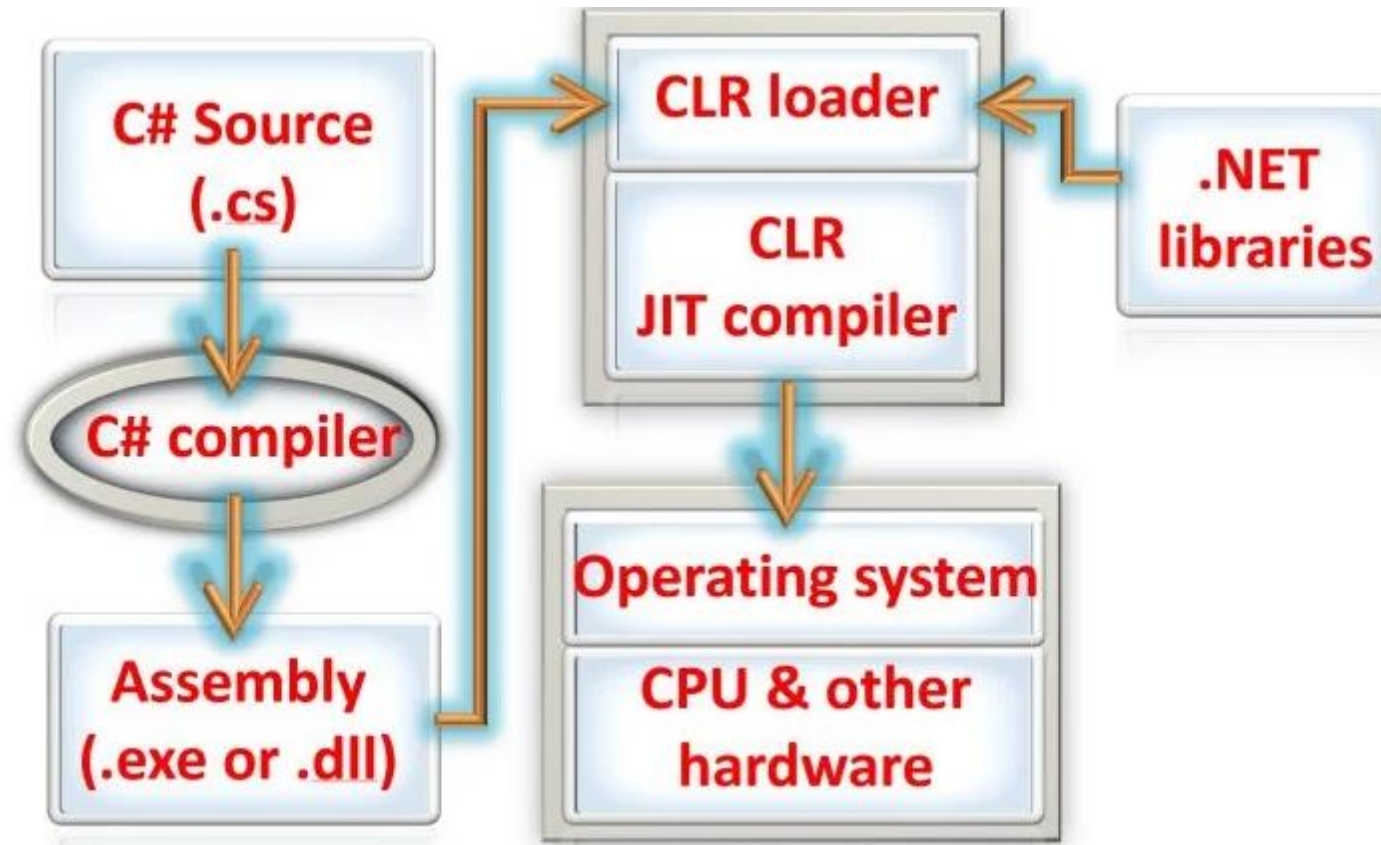 C# Source
(.cs)
C# compiler
Assembly
(.exe or .dll)
CLR loader
CLR
JIT compiler
.NET
libraries
Operating system
CPU & other
hardware